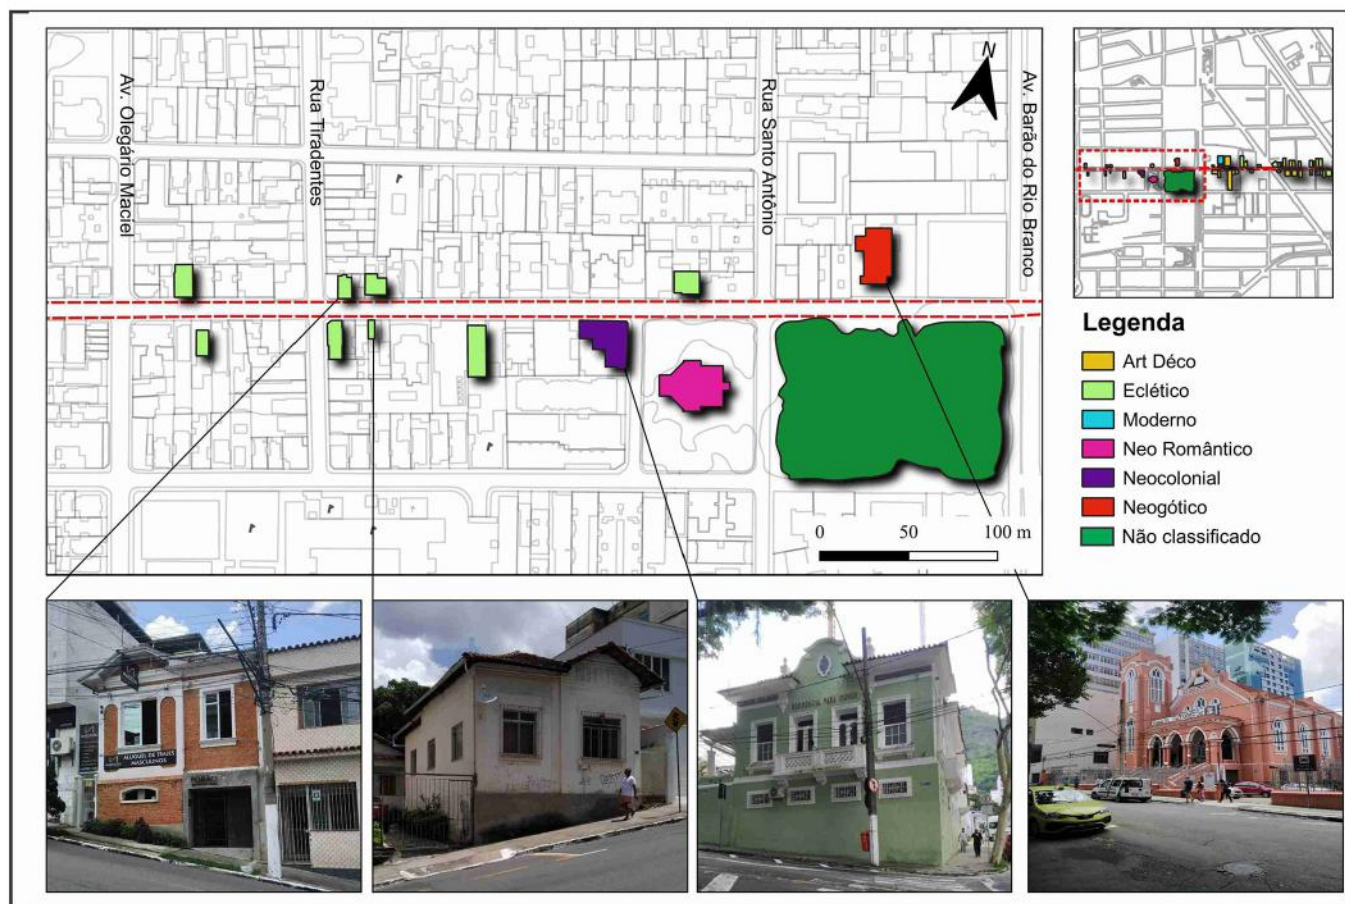 N
Av. Olegário Maciel
Rua Tiradentes
Rua Santo Antônio
Av. Barão do Rio Branco
0 50 100 m
Legenda
Art Déco
Eclético
Moderno
Neo Romântico
Neocolonial
Neogótico
Não classificado
ALUGUEL DE TRAJES
MASCULINOS